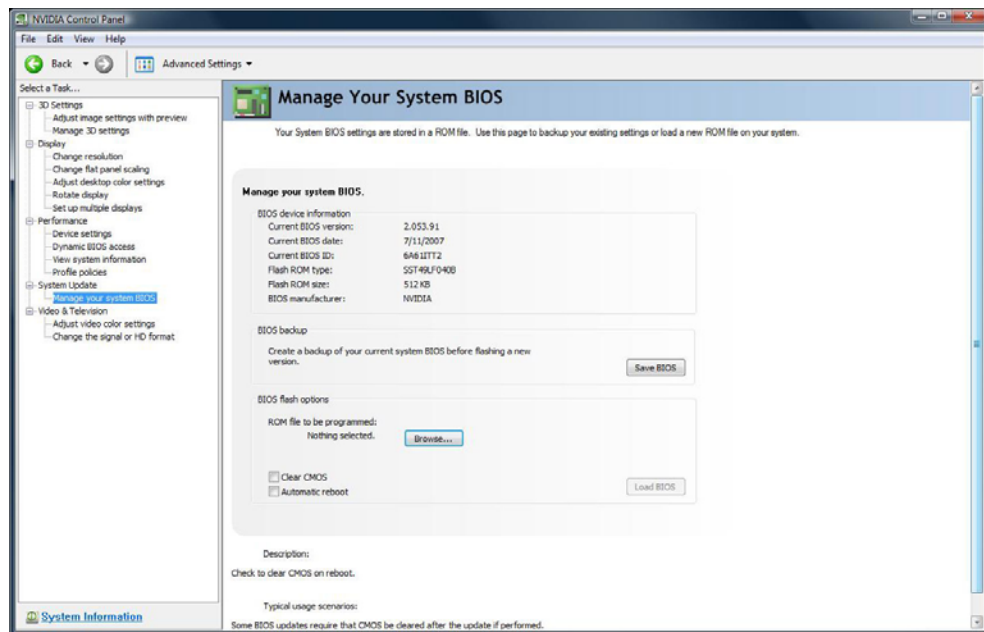 NVIDIA Control Panel
File Edit View Help
Back Advanced Settings
Select a Task...
3D Settings
Adjust image settings with preview
Manage 3D settings
Display
Change resolution
Change flat panel scaling
Adjust desktop color settings
Rotate display
Set up multiple displays
Performance
Device settings
Dynamic BIOS access
View system information
Profile policies
System Update
Manage your system BIOS
Video & Television
Adjust video color settings
Change the signal or HD format
System Information
Manage Your System BIOS
Your System BIOS settings are stored in a ROM file. Use this page to backup your existing settings or load a new ROM file on your system.
Manage your system BIOS.
BIOS device information
Current BIOS version: 2.053.91
Current BIOS date: 7/11/2007
Current BIOS ID: 6A61ITT2
Flash ROM type: SST49LF040B
Flash ROM size: 512 KB
BIOS manufacturer: NVIDIA
BIOS backup
Create a backup of your current system BIOS before flashing a new
version.
Save BIOS
BIOS flash options
ROM file to be programmed:
Nothing selected. Browse...
Clear CMOS
Automatic reboot
Load BIOS
Description:
Check to clear CMOS on reboot.
Typical usage scenarios:
Some BIOS updates require that CMOS be cleared after the update if performed.